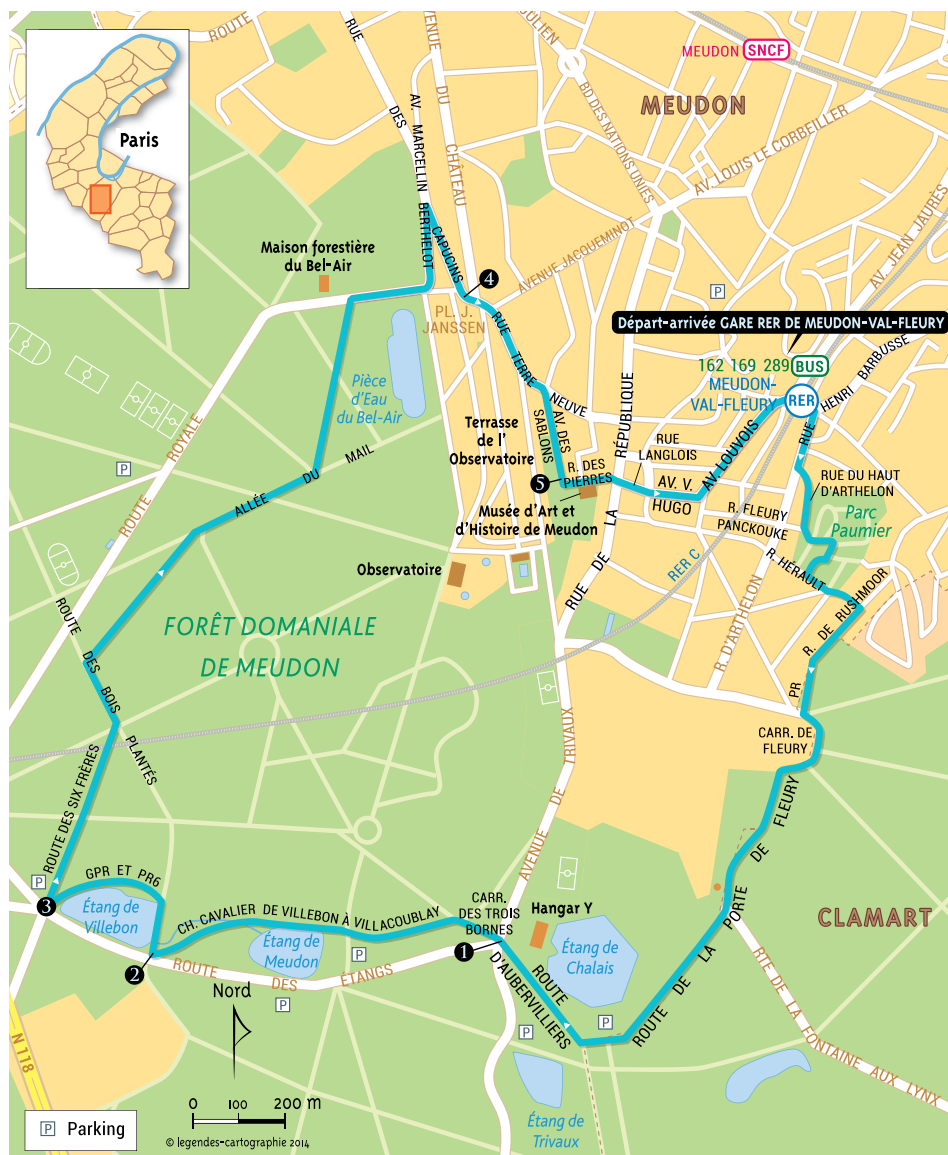 ROUTE
RUE
DES
AVENUE DU
CHÂTEAU
AV. MARCELLIN BERTHELOT
BD DES NATIONS UNIES
MEUDON SNCF
MEUDON
AV. LOUIS LE CORBEILLER
AV. JEAN JAURÈS
Paris
Maison forestière
du Bel-Air
CAPUCINS
4
AVENUE JACQUEMINOT
PL. J.
JANSSEN
P
Départ-arrivée GARE RER DE MEUDON-VAL-FLEURY
162 169 289 BUS
MEUDON-
VAL-FLEURY
RER
RUE HENRI BARBUSSE
RUE TERRE NEUVE
Pièce
d'Eau
du Bel-Air
AV. DES
SABLONS
Terrasse
de l'
Observatoire
5
R. DES
PIERRES
RUE
LANGLOIS
AV. LOUVOIS
AV. V.
HUGO
RUE DE LA RÉPUBLIQUE
RUE DU HAUT
D'ARTHELON
Parc
Paumier
R. FLEURY
PANCKOUKE
R. HÉRAULT
R. DE RUSHMOOR
R. D'ARTHELON
RER C
Musée d'Art et
d'Histoire de Meudon
Observatoire
P
ROUTE ROYALE
ALLÉE DU MAIL
FORÊT DOMANIALE
DE MEUDON
ROUTE DES BOIS PLANTÉS
PR
CARR. DE
FLEURY
ROUTE DES SIX FRÈRES
AVENUE DE TRIVAUX
P
3
GPR ET PR6
Étang de
Villebon
2
CH. CAVALIER DE VILLEBON À VILLACOUBLAY
Étang de
Meudon
P
CARR.
DES TROIS
BORNES
1
Hangar Y
Étang de
Chalais
CLAMART
ROUTE DES ÉTANGS
P
ROUTE
D'AUBERVILLIERS
P
P
ROUTE DE LA PORTE DE FLEURY
RTE DE LA FONTAINE AUX LYNX
Étang de
Trivaux
N 118
Nord
0 100 200 m
© legendes-cartographie 2014
P Parking